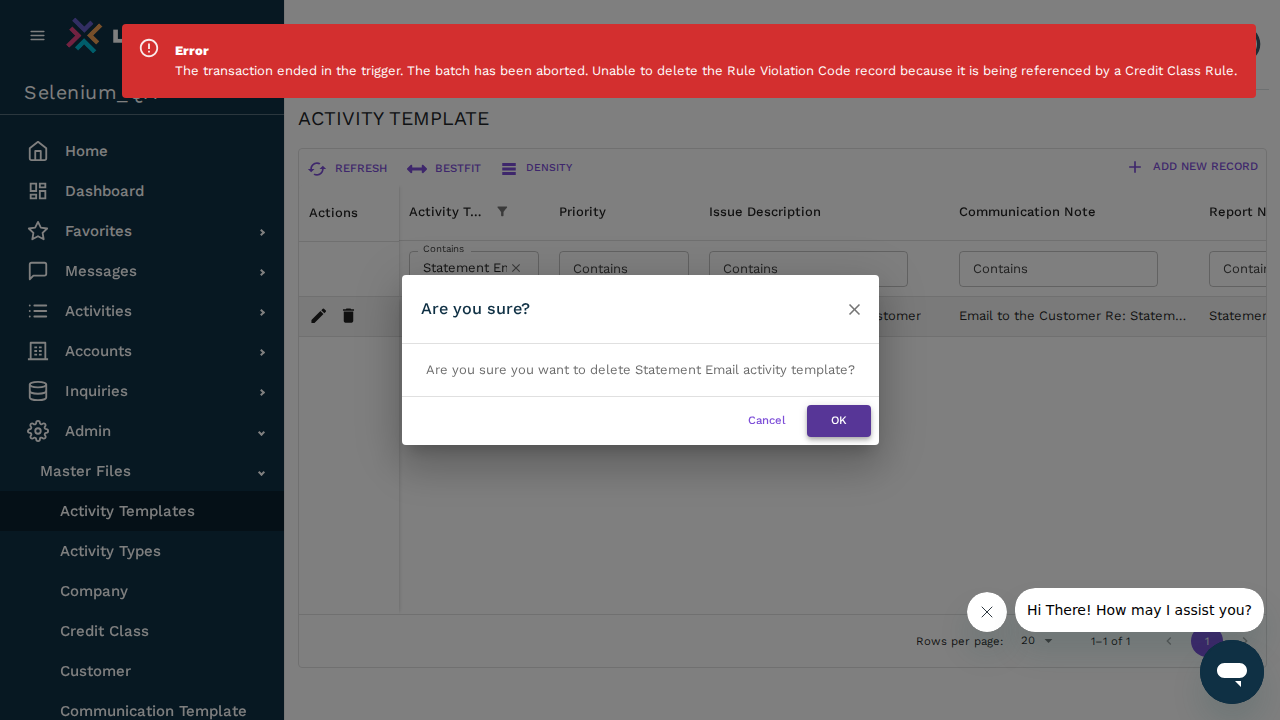 Error
The transaction ended in the trigger. The batch has been aborted. Unable to delete the Rule Violation Code record because it is being referenced by a Credit Class Rule.
L
Selenium_
Home
Dashboard
Favorites
Messages
Activities
Accounts
Inquiries
Admin
Master Files
Activity Templates
Activity Types
Company
Credit Class
Customer
Communication Template
ACTIVITY TEMPLATE
REFRESH
BESTFIT
DENSITY
ADD NEW RECORD
Actions
Activity T...
Priority
Issue Description
Communication Note
Report N
Contains
Statement En
Contains
Contains
Contains
Contain
stomer
Email to the Customer Re: Statem...
Statemen
Are you sure?
Are you sure you want to delete Statement Email activity template?
Cancel
OK
Rows per page:
20
1–1 of 1
1
Hi There! How may I assist you?